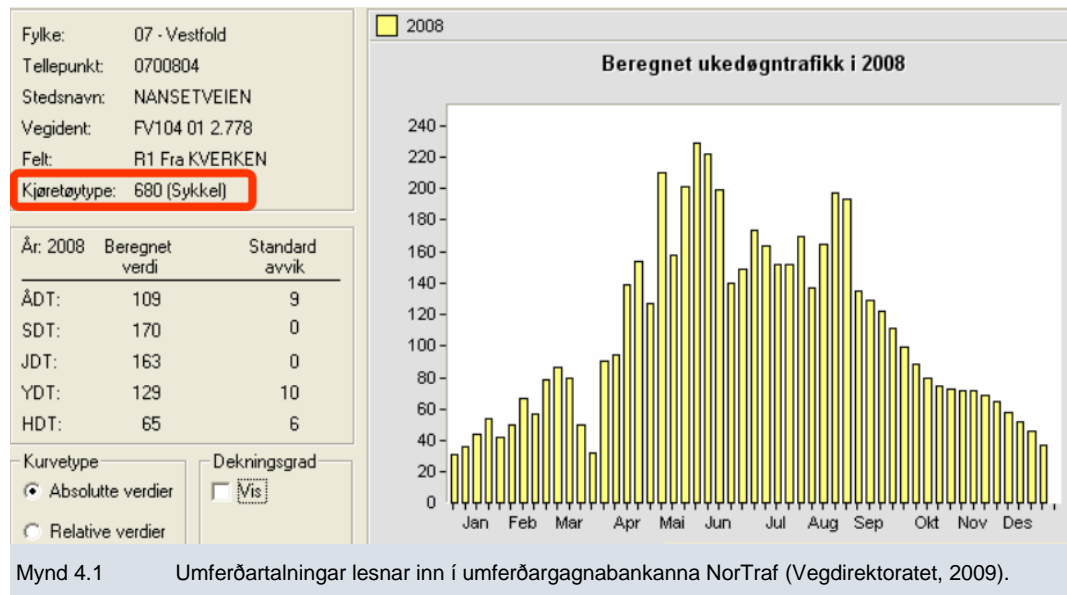 Fylke: 07 - Vestfold
Tellepunkt: 0700804
Stedsnavn: NANSETVEIEN
Vegident: FV104 01 2.778
Felt: R1 Fra KVERKEN
Kjøretøytype: 680 (Sykkel)
År: 2008 Beregnet verdi Standard avvik
ÅDT: 109 9
SDT: 170 0
JDT: 163 0
YDT: 129 10
HDT: 65 6
Kurvetype
Absolutte verdier
Relative verdier
Dekningsgrad
Vis
2008
Beregnet ukedøgntrafikk i 2008
240
220
200
180
160
140
120
100
80
60
40
20
0
Jan Feb Mar Apr Mai Jun Jul Aug Sep Okt Nov Des
Mynd 4.1 Umferðartalningar lesnar inn í umferðargagnabankanna NorTraf (Vegdirektoratet, 2009).